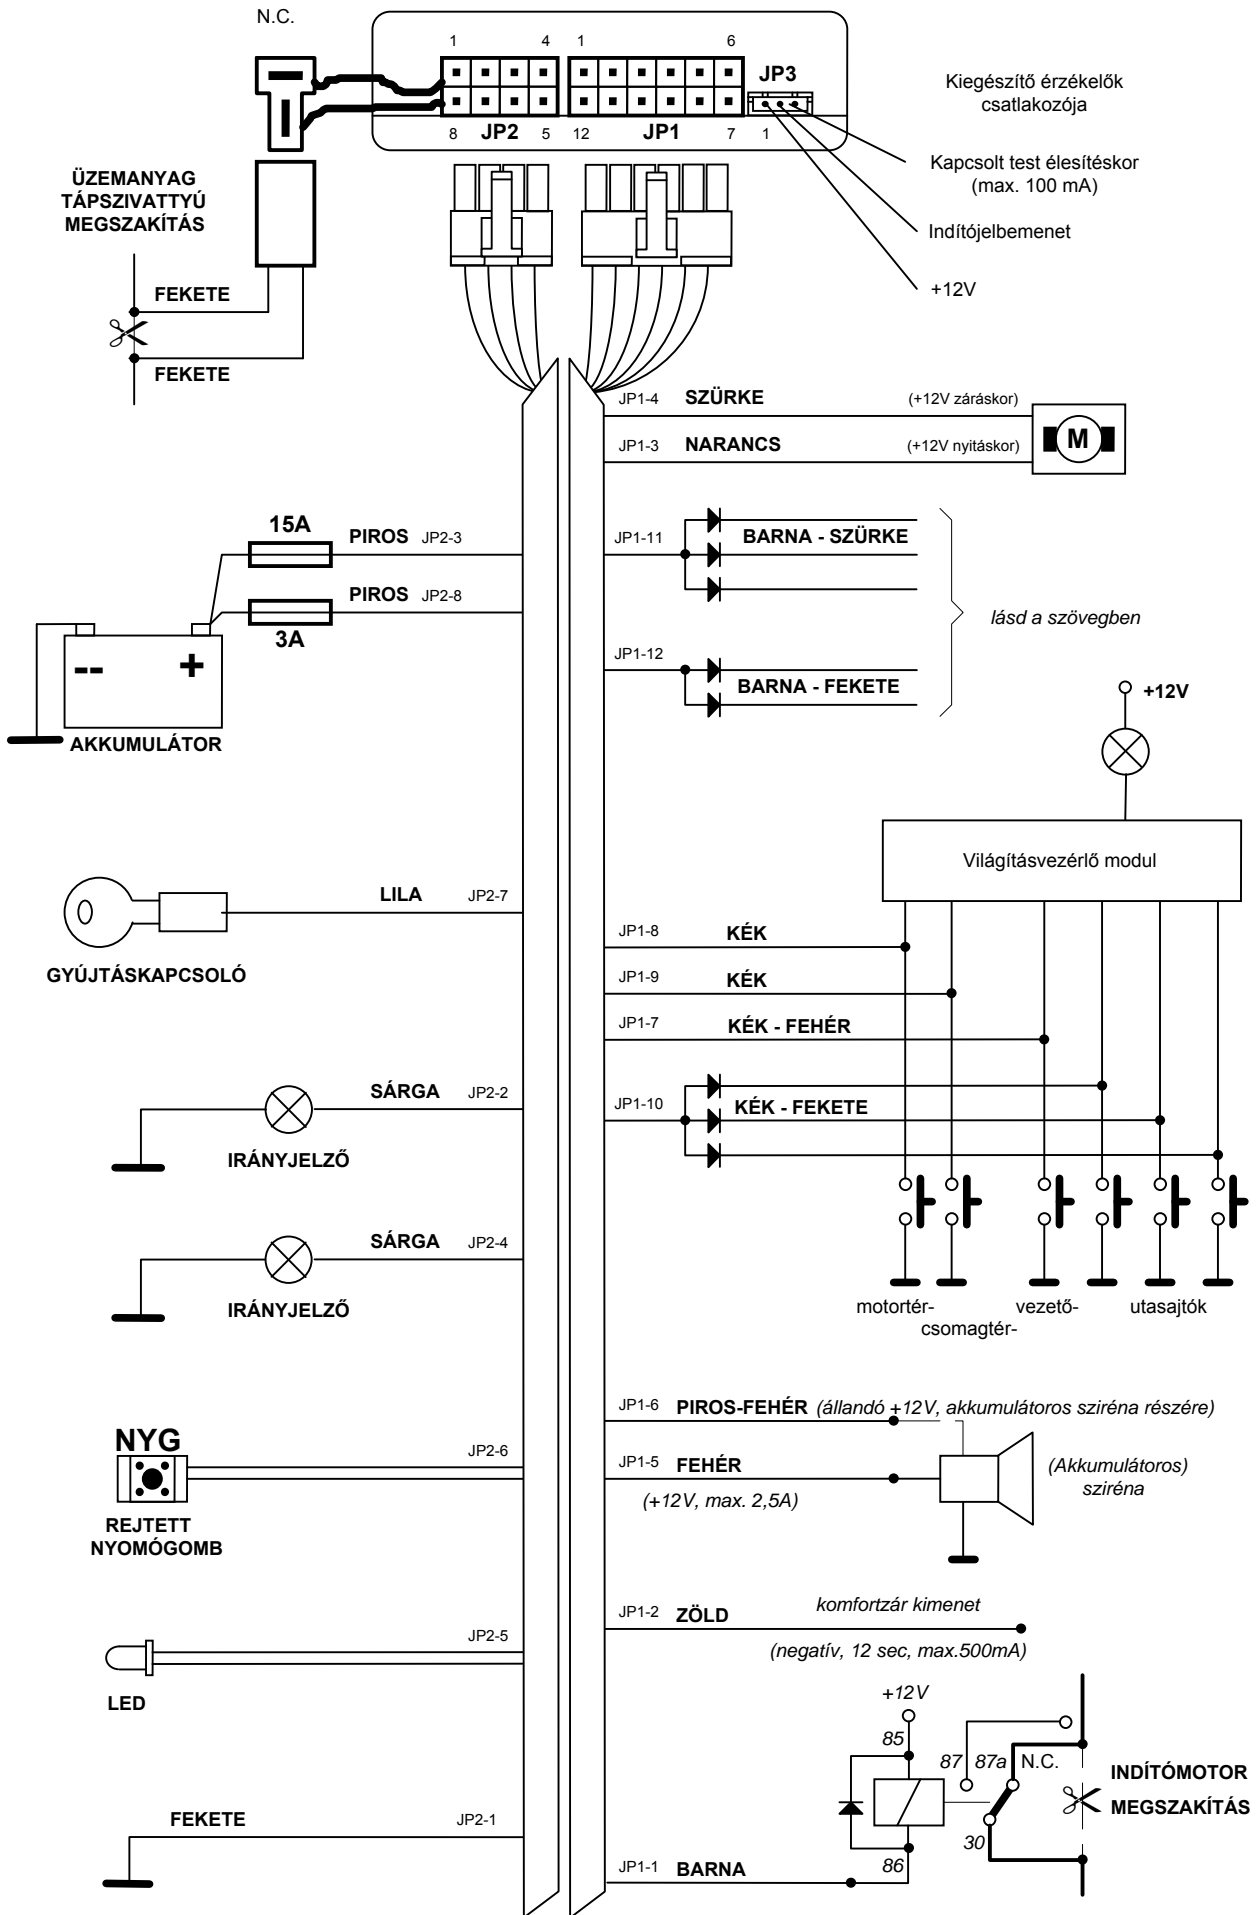 N.C.
1 4 1 6
JP3
8 JP2 5 12 JP1 7 1
Kiegészítő érzékelők
csatlakozója
Kapcsolt test élesítéskor
(max. 100 mA)
Indítójelbemenet
+12V
ÜZEMANYAG
TÁPSZIVATTYÚ
MEGSZAKÍTÁS
FEKETE
FEKETE
JP1-4 SZÜRKE (+12V záráskor)
JP1-3 NARANCS (+12V nyitáskor)
M
15A
PIROS JP2-3
PIROS JP2-8
3A
-- +
AKKUMULÁTOR
JP1-11 BARNA - SZÜRKE
lásd a szövegben
JP1-12
BARNA - FEKETE
+12V
Világításvezérlő modul
LILA JP2-7
GYÚJTÁSKAPCSOLÓ
JP1-8 KÉK
JP1-9 KÉK
JP1-7 KÉK - FEHÉR
SÁRGA JP2-2
IRÁNYJELZŐ
JP1-10 KÉK - FEKETE
SÁRGA JP2-4
IRÁNYJELZŐ
motortér- vezető- utasajtók
csomagtér-
JP1-6 PIROS-FEHÉR (állandó +12V, akkumulátoros sziréna részére)
JP1-5 FEHÉR
(+12V, max. 2,5A)
(Akkumulátoros)
sziréna
NYG
JP2-6
REJTETT
NYOMÓGOMB
JP1-2 ZÖLD komfortzár kimenet
(negatív, 12 sec, max.500mA)
JP2-5
LED
+12V
85
87 87a N.C.
30
86
INDÍTÓMOTOR
MEGSZAKÍTÁS
FEKETE JP2-1
JP1-1 BARNA